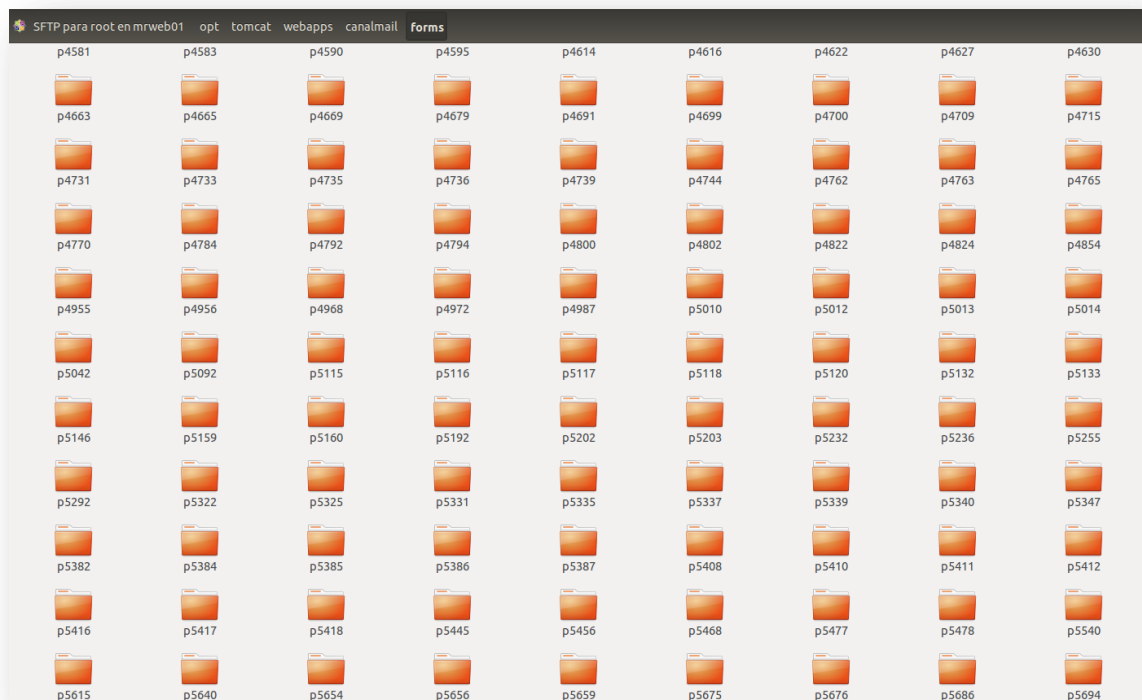 SFTP para root en mrweb01 opt tomcat webapps canalmail forms
p4581 p4583 p4590 p4595 p4614 p4616 p4622 p4627 p4630
p4663 p4665 p4669 p4679 p4691 p4699 p4700 p4709 p4715
p4731 p4733 p4735 p4736 p4739 p4744 p4762 p4763 p4765
p4770 p4784 p4792 p4794 p4800 p4802 p4822 p4824 p4854
p4955 p4956 p4968 p4972 p4987 p5010 p5012 p5013 p5014
p5042 p5092 p5115 p5116 p5117 p5118 p5120 p5132 p5133
p5146 p5159 p5160 p5192 p5202 p5203 p5232 p5236 p5255
p5292 p5322 p5325 p5331 p5335 p5337 p5339 p5340 p5347
p5382 p5384 p5385 p5386 p5387 p5408 p5410 p5411 p5412
p5416 p5417 p5418 p5445 p5456 p5468 p5477 p5478 p5540
p5615 p5640 p5654 p5656 p5659 p5675 p5676 p5686 p5694